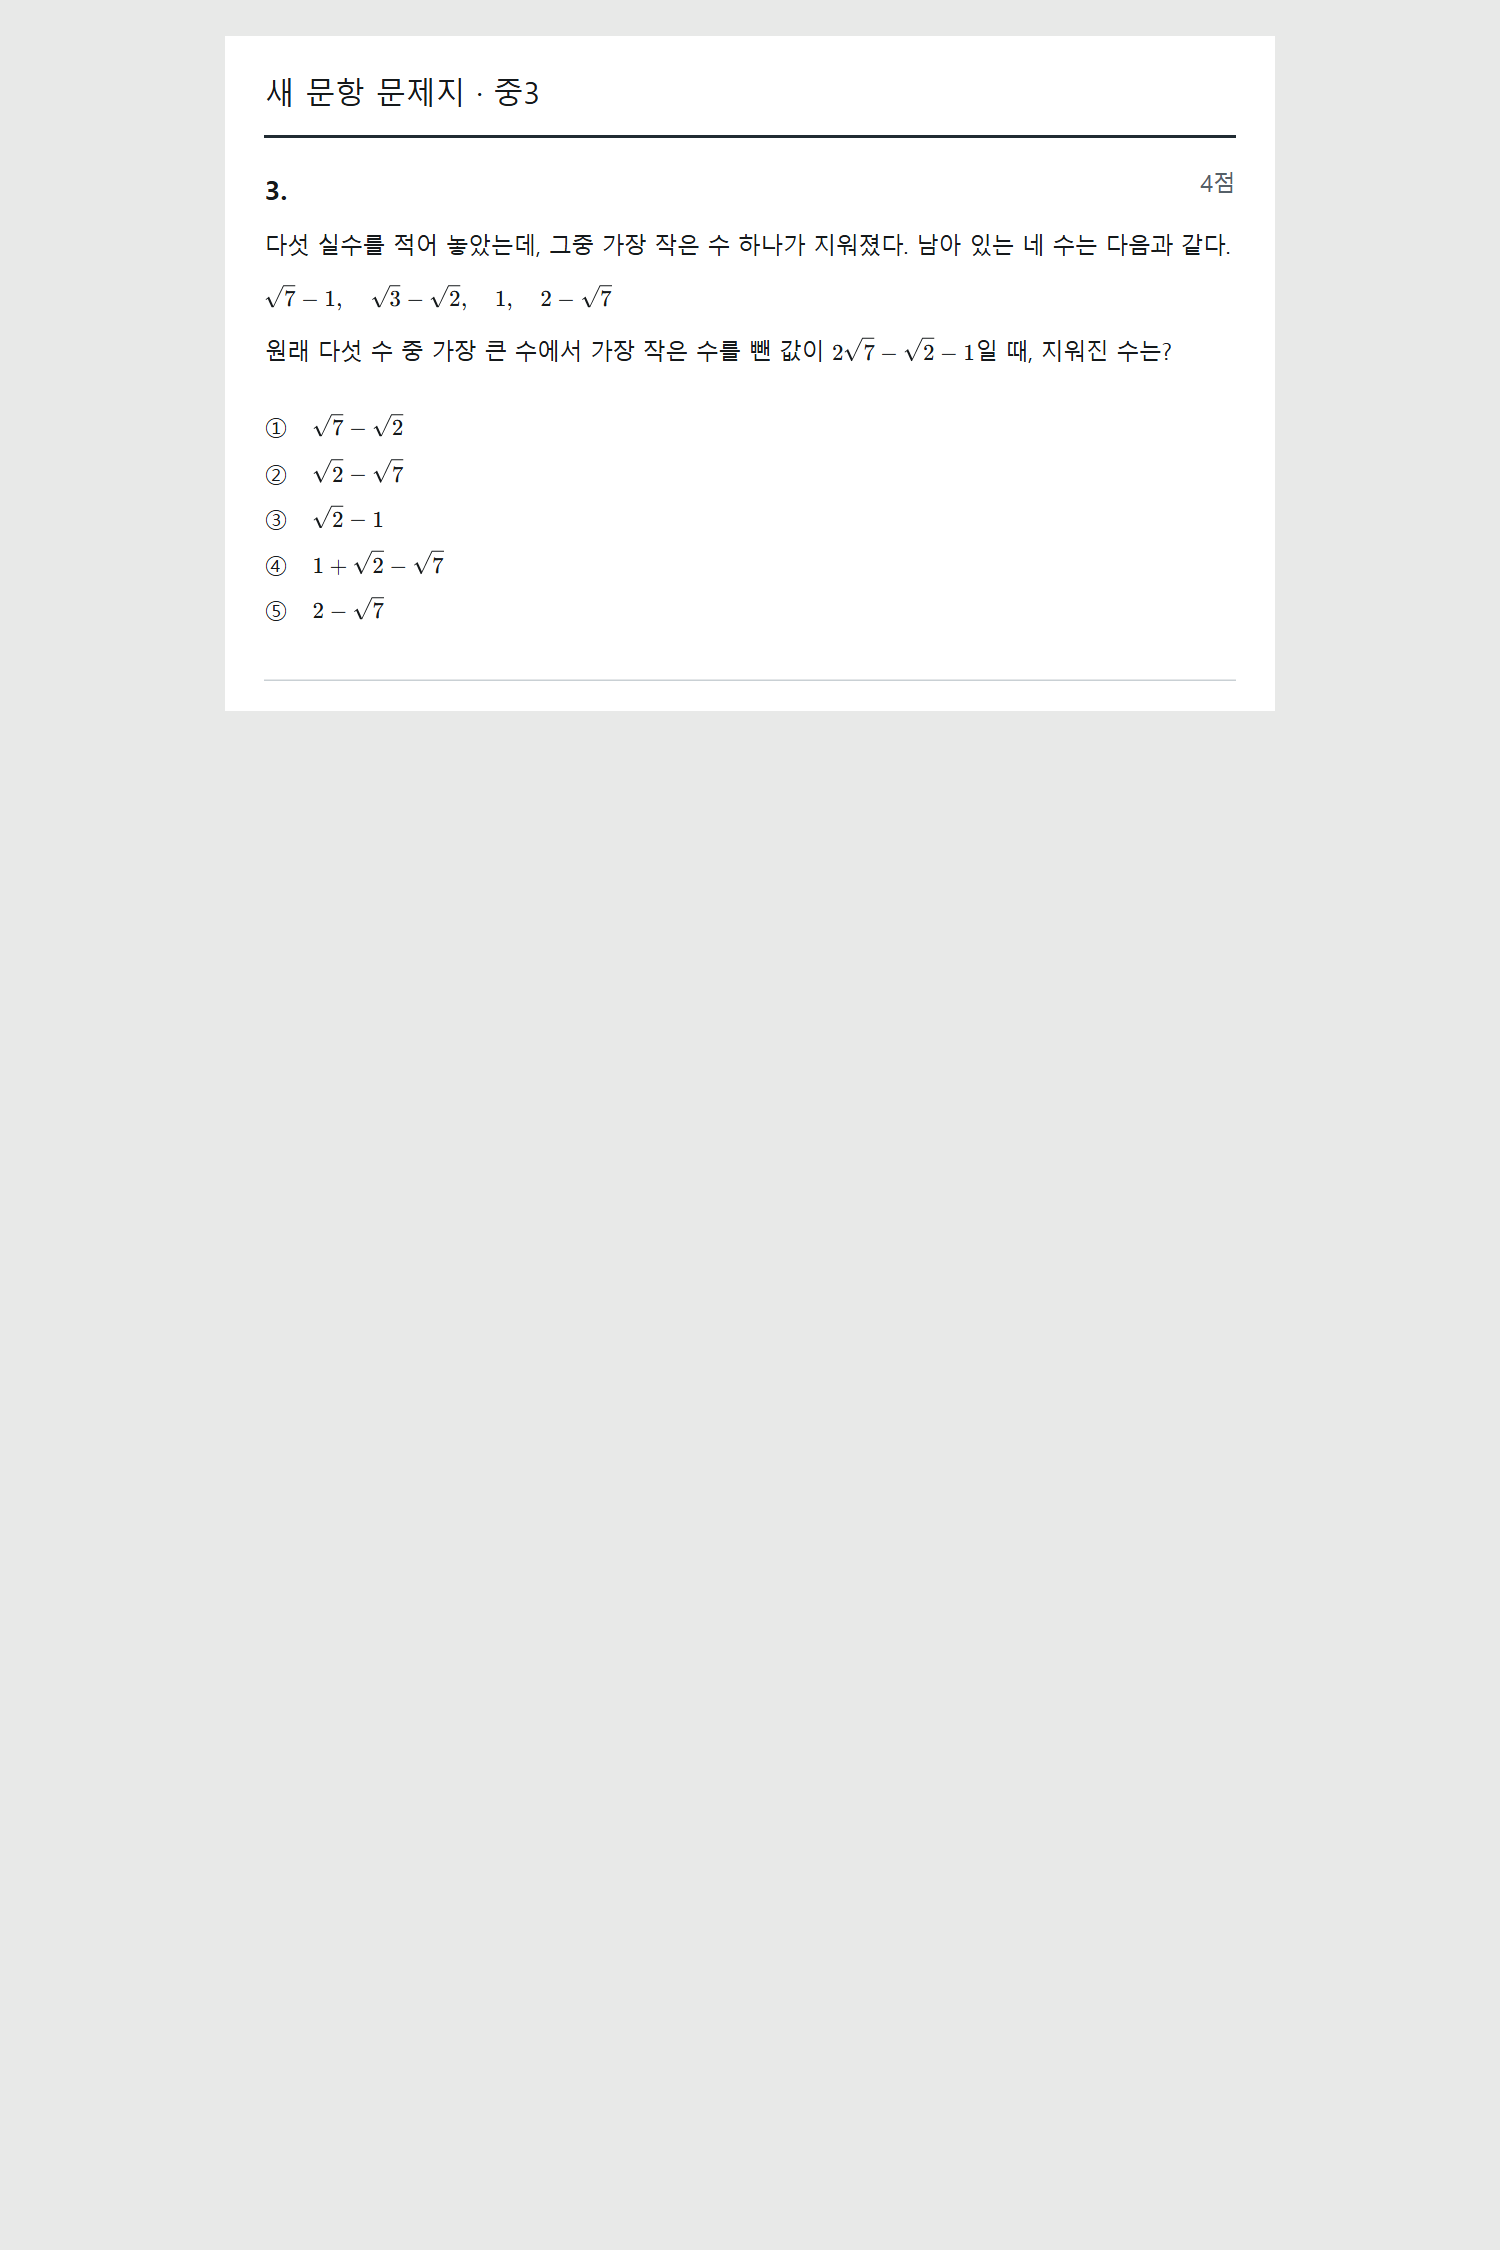 새 문항 문제지 · 중3
3.
4점
다섯 실수를 적어 놓았는데, 그중 가장 작은 수 하나가 지워졌다. 남아 있는 네 수는 다음과 같다.
√7 − 1, √3 − √2, 1, 2 − √7
원래 다섯 수 중 가장 큰 수에서 가장 작은 수를 뺀 값이 2√7 − √2 − 1일 때, 지워진 수는?
① √7 − √2
② √2 − √7
③ √2 − 1
④ 1 + √2 − √7
⑤ 2 − √7